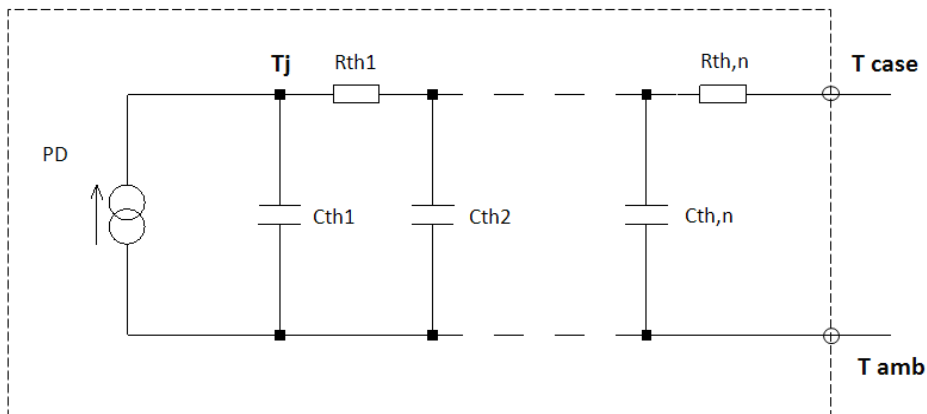 Tj
Rth1
Rth,n
T case
PD
Cth1
Cth2
Cth,n
T amb